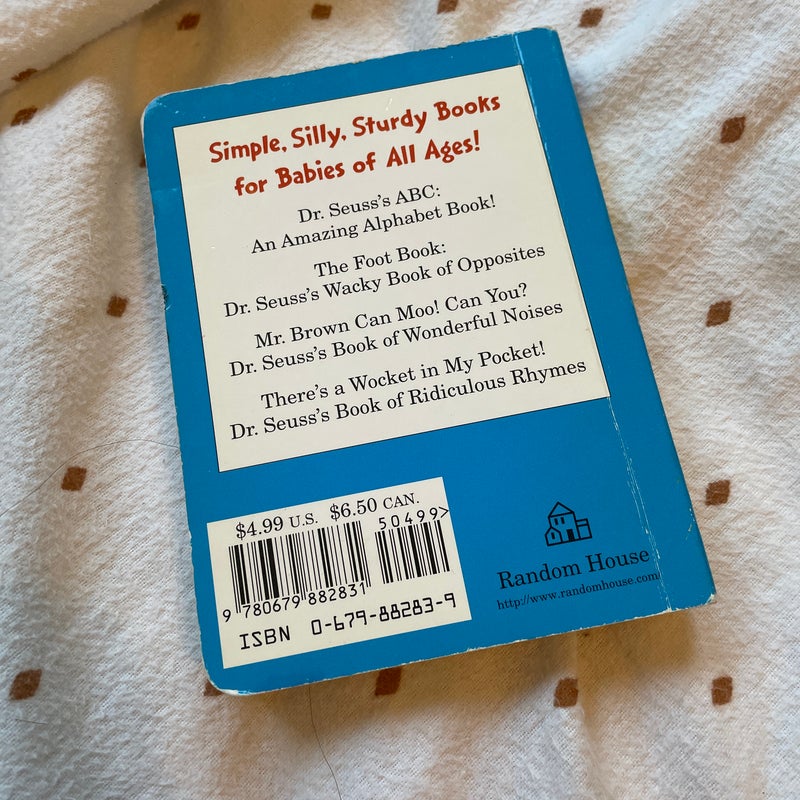 Simple, Silly, Sturdy Books
for Babies of All Ages!
Dr. Seuss's ABC:
An Amazing Alphabet Book!
The Foot Book:
Dr. Seuss's Wacky Book of Opposites
Mr. Brown Can Moo! Can You?
Dr. Seuss's Book of Wonderful Noises
There's a Wocket in My Pocket!
Dr. Seuss's Book of Ridiculous Rhymes
$4.99 U.S. $6.50 CAN.
50499>
9 780679 882831
ISBN 0-679-88283-9
Random House
http://www.randomhouse.com/